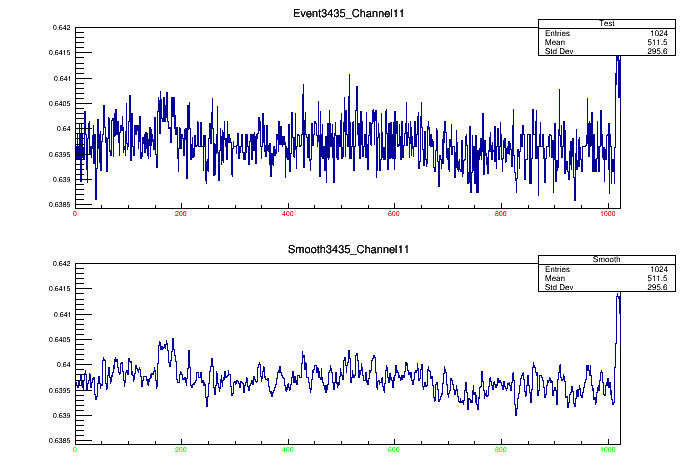 Event3435_Channel11
Test
Entries 1024
Mean 511.5
Std Dev 295.6
0.642
0.6415
0.641
0.6405
0.64
0.6395
0.639
0.6385
0 200 400 600 800 1000
Smooth3435_Channel11
Smooth
Entries 1024
Mean 511.5
Std Dev 295.6
0.642
0.6415
0.641
0.6405
0.64
0.6395
0.639
0.6385
0 200 400 600 800 1000